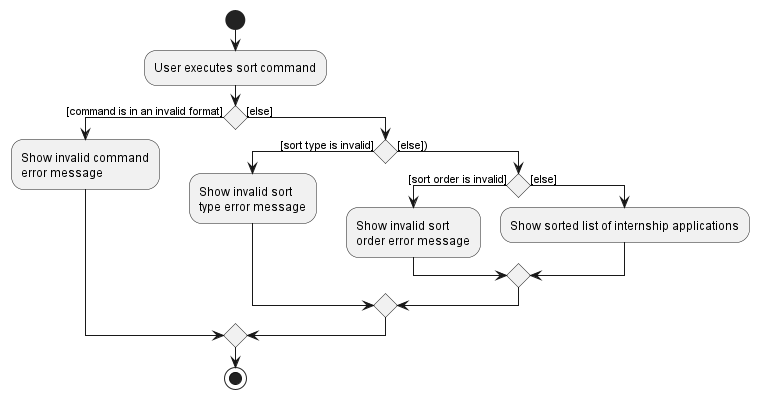 User executes sort command
[command is in an invalid format]
[else]
Show invalid command
error message
[sort type is invalid]
[else])
Show invalid sort
type error message
[sort order is invalid]
[else]
Show invalid sort
order error message
Show sorted list of internship applications